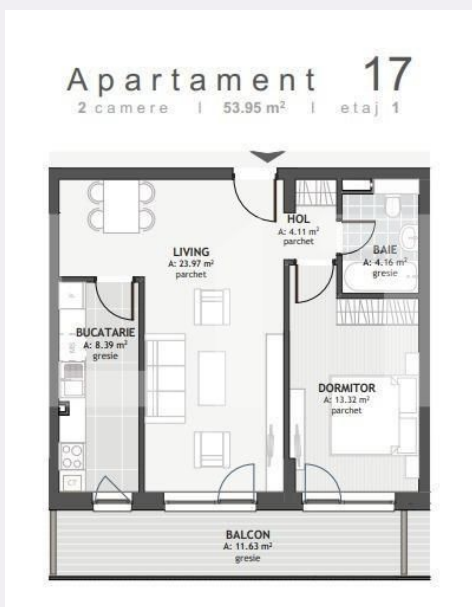 Apartament 17
2 camere I 53.95 m² I etaj 1
HOL
A: 4.11 m²
parchet
LIVING
A: 23.97 m²
parchet
BAIE
A: 4.16 m²
gresie
BUCATARIE
A: 8.39 m²
gresie
DORMITOR
A: 13.32 m²
parchet
BALCON
A: 11.63 m²
gresie